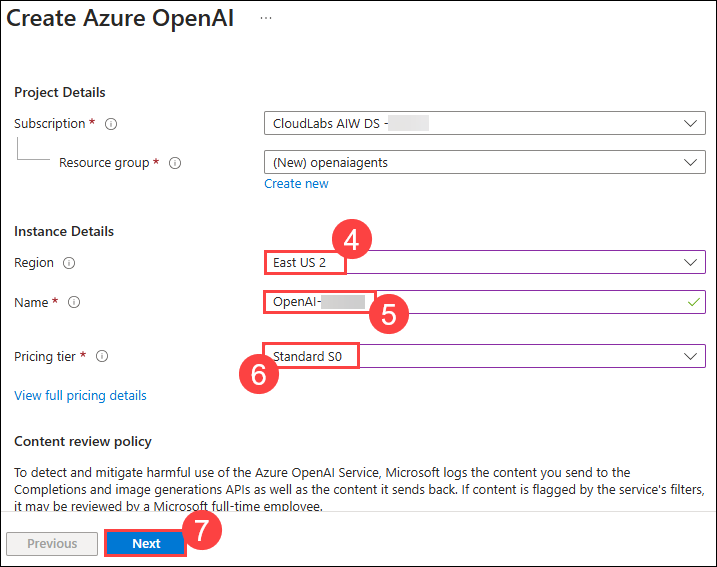 Create Azure OpenAI ...
Project Details
Subscription *
CloudLabs AIW DS -
Resource group *
(New) openaiagents
Create new
Instance Details
4
Region
East US 2
Name *
OpenAI-
5
Pricing tier *
Standard S0
6
View full pricing details
Content review policy
To detect and mitigate harmful use of the Azure OpenAI Service, Microsoft logs the content you send to the
Completions and image generations APIs as well as the content it sends back. If content is flagged by the service's filters,
it may be reviewed by a Microsoft full-time employee.
7
Previous
Next